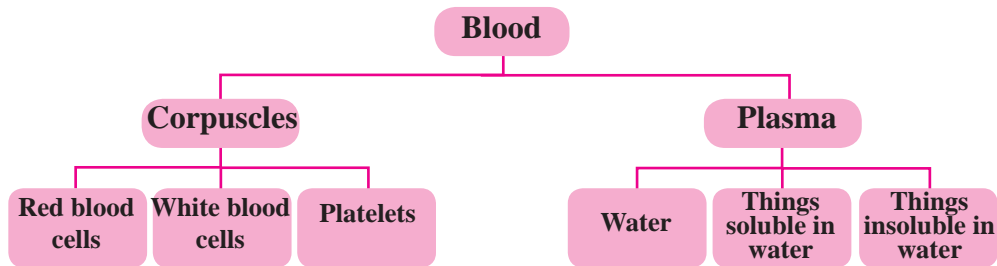 Blood
Corpuscles
Plasma
Red blood
cells
White blood
cells
Platelets
Water
Things
soluble in
water
Things
insoluble in
water